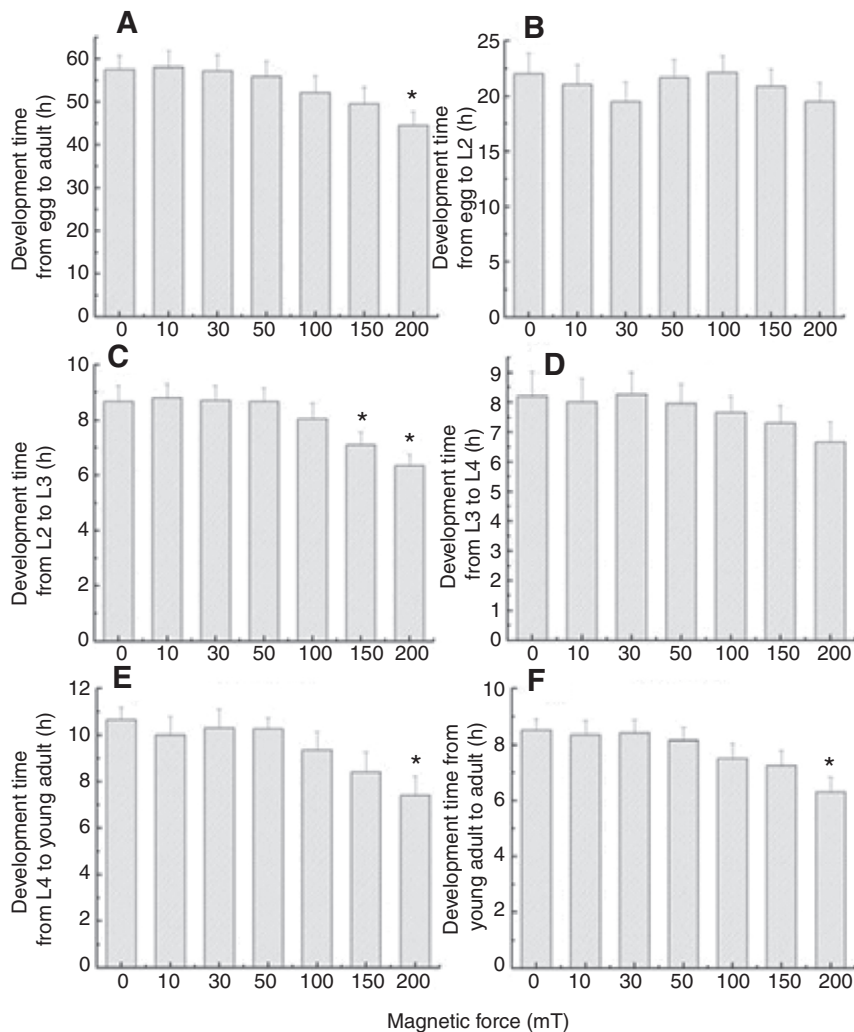 A
Development time
from egg to adult (h)
60
50
40
30
20
10
0
*
0 10 30 50 100 150 200
B
Development time
from egg to L2 (h)
25
20
15
10
5
0
0 10 30 50 100 150 200
C
Development time
from L2 to L3 (h)
10
8
6
4
2
0
* *
0 10 30 50 100 150 200
D
Development time
from L3 to L4 (h)
9
8
7
6
5
4
3
2
1
0
0 10 30 50 100 150 200
E
Development time
from L4 to young adult (h)
12
10
8
6
4
2
0
*
0 10 30 50 100 150 200
F
Development time from
young adult to adult (h)
10
8
6
4
2
0
*
0 10 30 50 100 150 200
Magnetic force (mT)